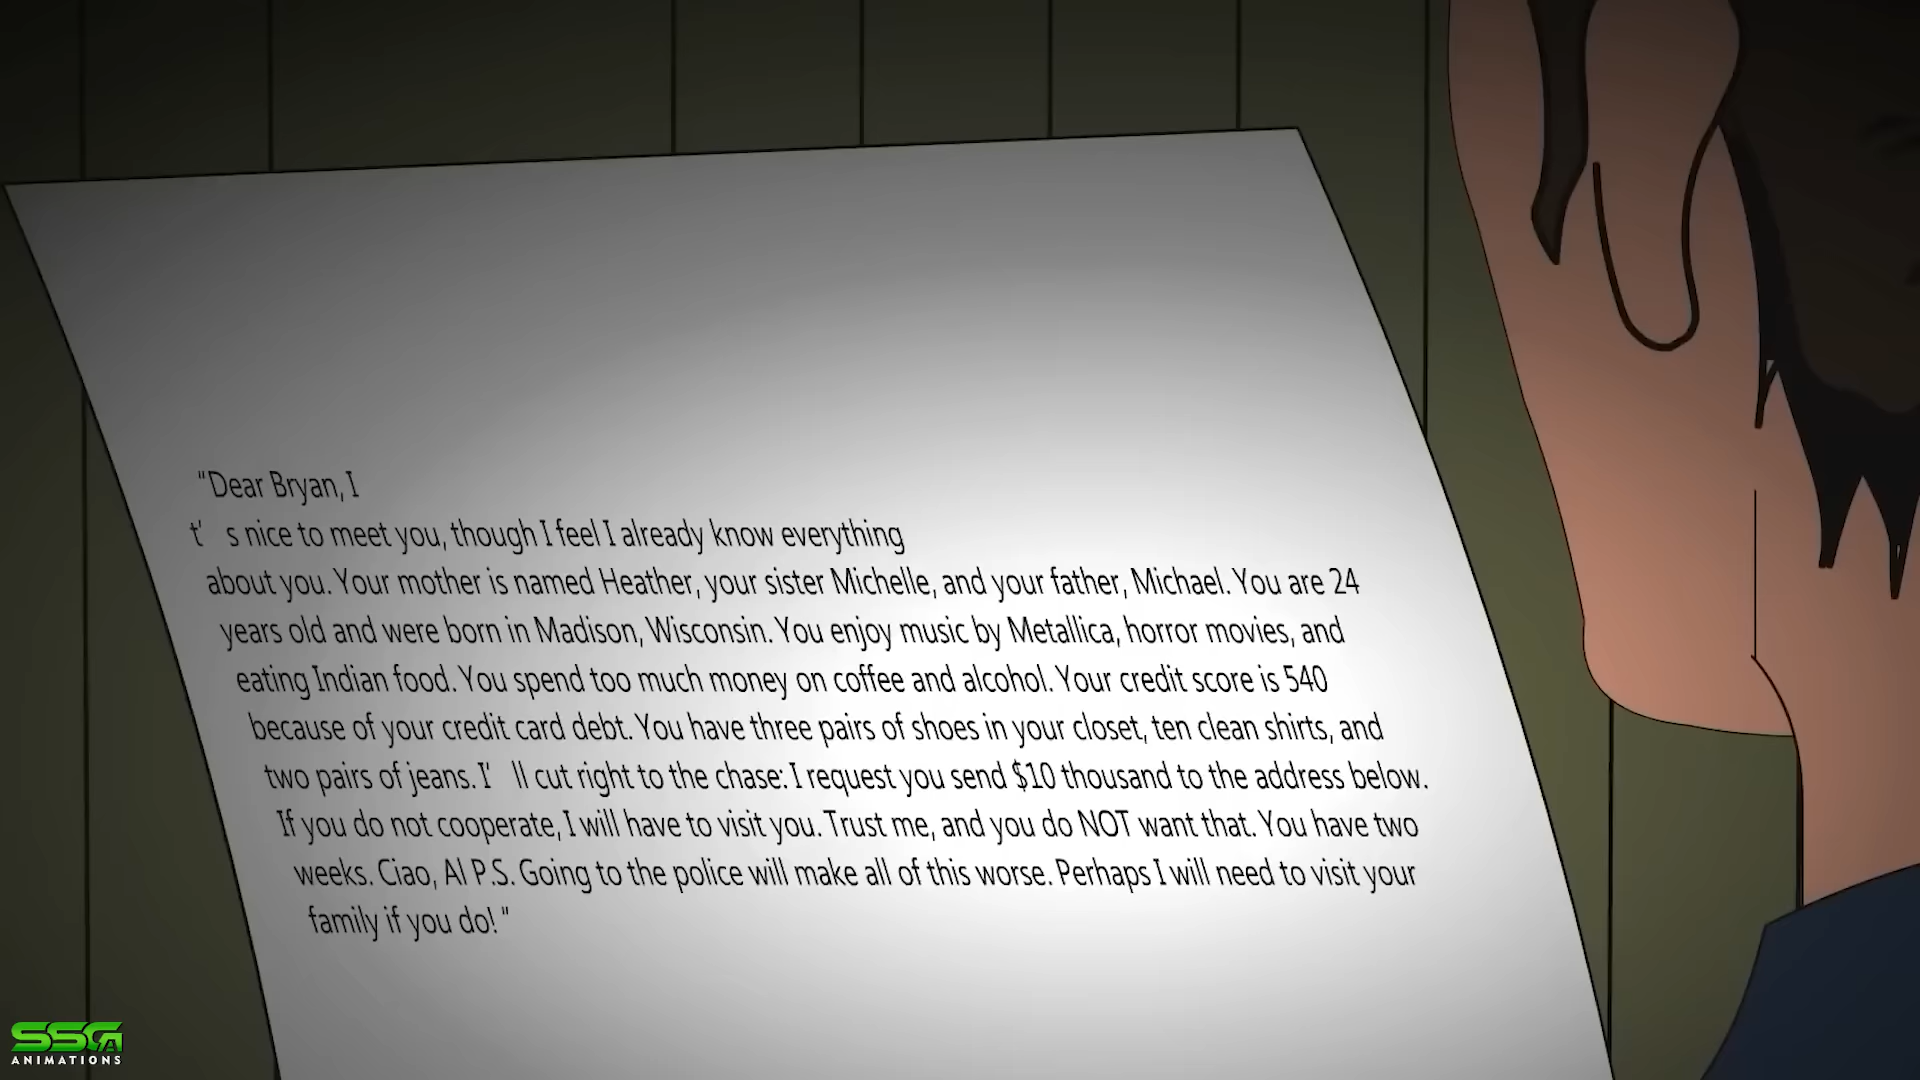 "Dear Bryan, I
t' s nice to meet you, though I feel I already know everything
about you. Your mother is named Heather, your sister Michelle, and your father, Michael. You are 24
years old and were born in Madison, Wisconsin. You enjoy music by Metallica, horror movies, and
eating Indian food. You spend too much money on coffee and alcohol. Your credit score is 540
because of your credit card debt. You have three pairs of shoes in your closet, ten clean shirts, and
two pairs of jeans. I' ll cut right to the chase: I request you send $10 thousand to the address below.
If you do not cooperate, I will have to visit you. Trust me, and you do NOT want that. You have two
weeks. Ciao, Al P.S. Going to the police will make all of this worse. Perhaps I will need to visit your
family if you do! "
SSGA
ANIMATIONS